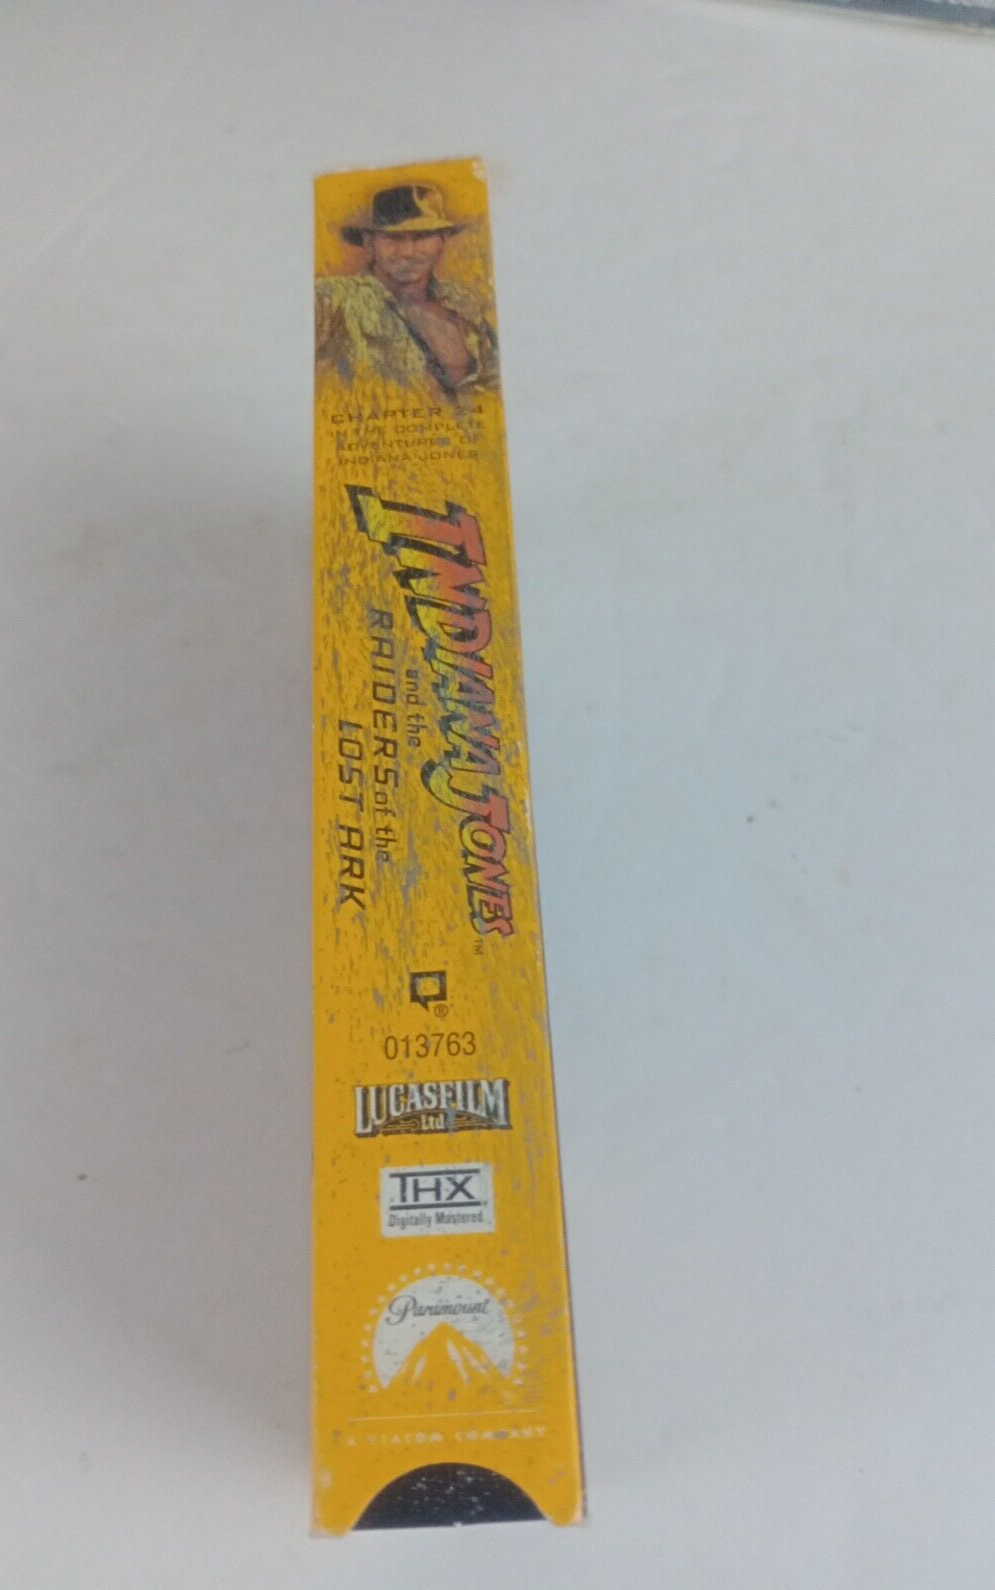 CHAPTER 24
IN THE COMPLETE
ADVENTURES OF
INDIANA JONES
INDIANA JONES™
and the
RAIDERS of the
LOST ARK
®
013763
LUCASFILM
Ltd
THX
Digitally Mastered
Paramount
A VIACOM COMPANY